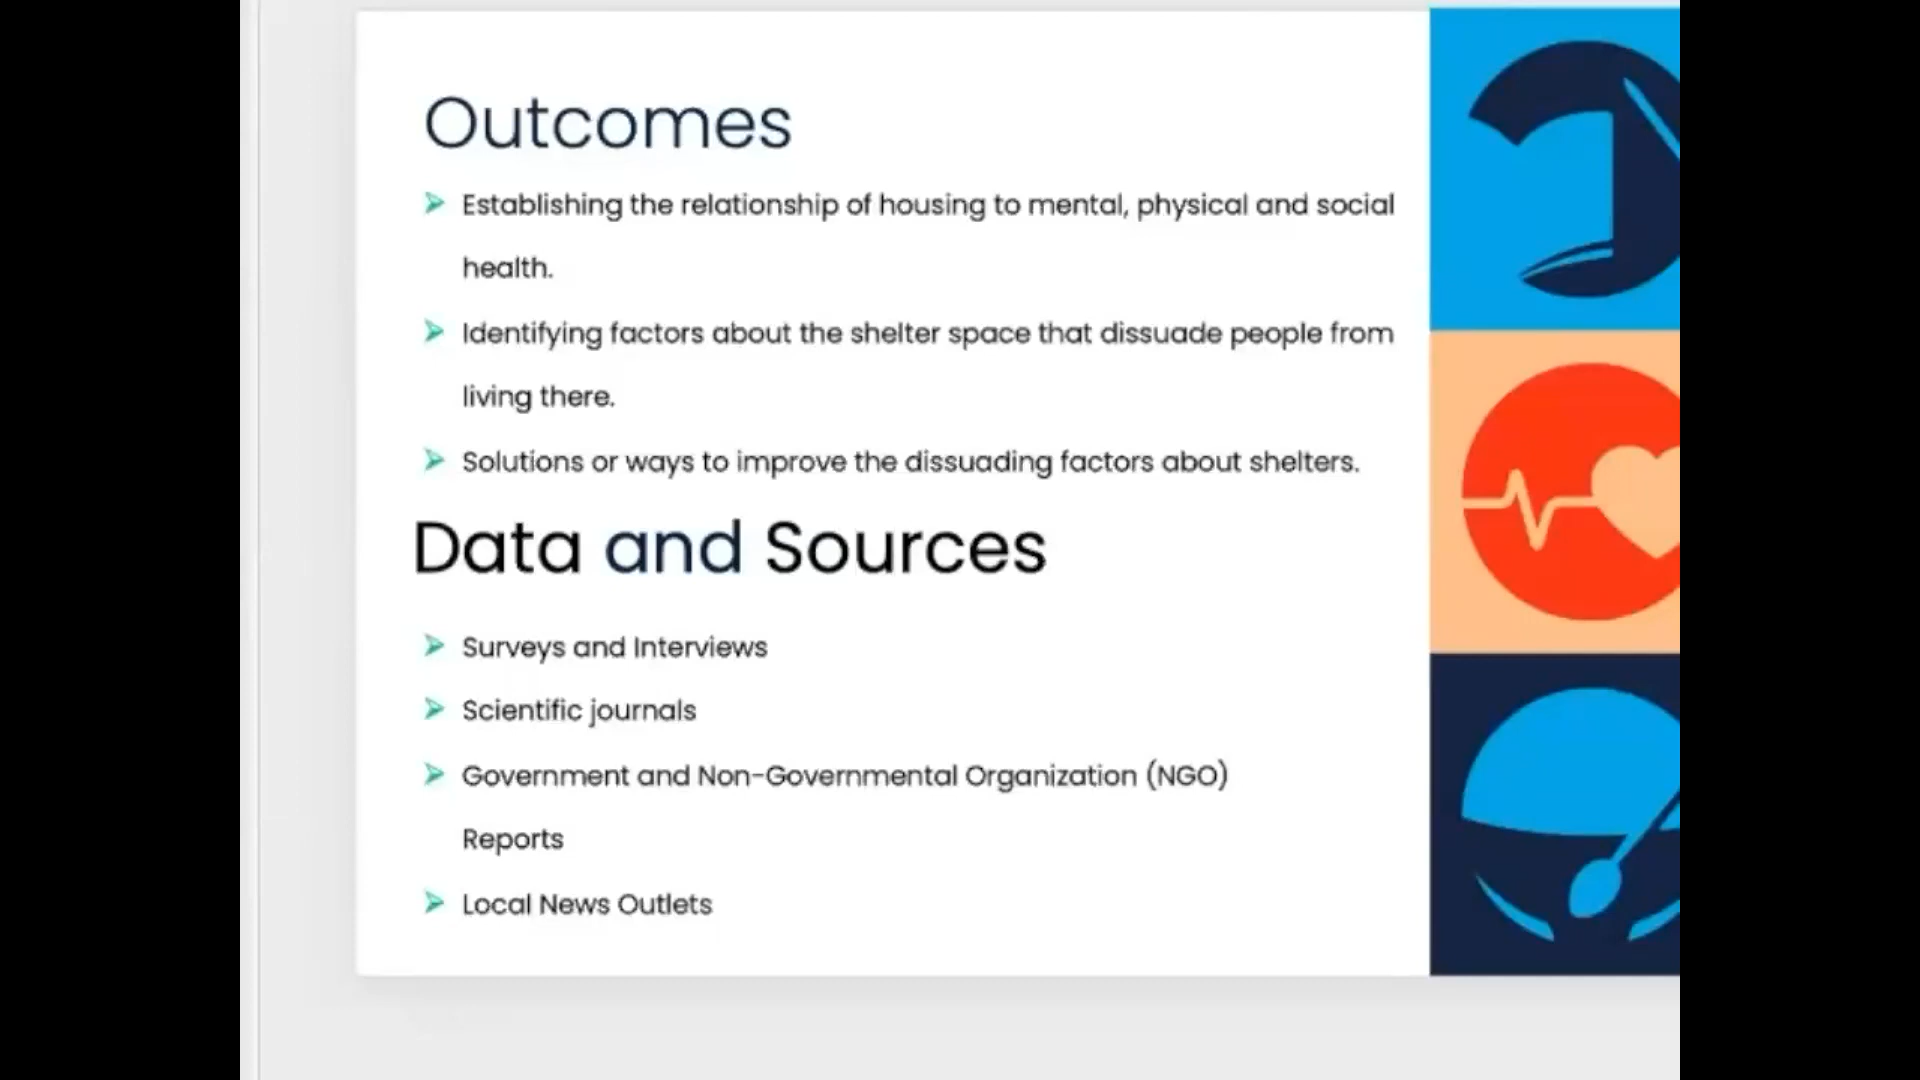 Outcomes
Establishing the relationship of housing to mental, physical and social
health.
Identifying factors about the shelter space that dissuade people from
living there.
Solutions or ways to improve the dissuading factors about shelters.
Data and Sources
Surveys and Interviews
Scientific journals
Government and Non-Governmental Organization (NGO)
Reports
Local News Outlets